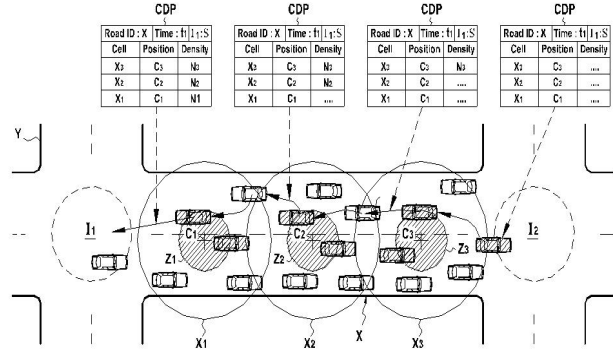 CDP CDP CDP CDP
Road ID : X Time : t1 I1:S Road ID : X Time : t1 I1:S Road ID : X Time : t1 I1:S Road ID : X Time : t1 I1:S
Cell Position Density Cell Position Density Cell Position Density Cell Position Density
X3 C3 N3 X3 C3 N3 X3 C3 N3 X3 C3 ....
X2 C2 N2 X2 C2 N2 X2 C2 .... X2 C2 ....
X1 C1 N1 X1 C1 .... X1 C1 .... X1 C1 ....
Y
I1 C1 C2 C3 I2
Z1 Z2 Z3
X1 X2 X X3